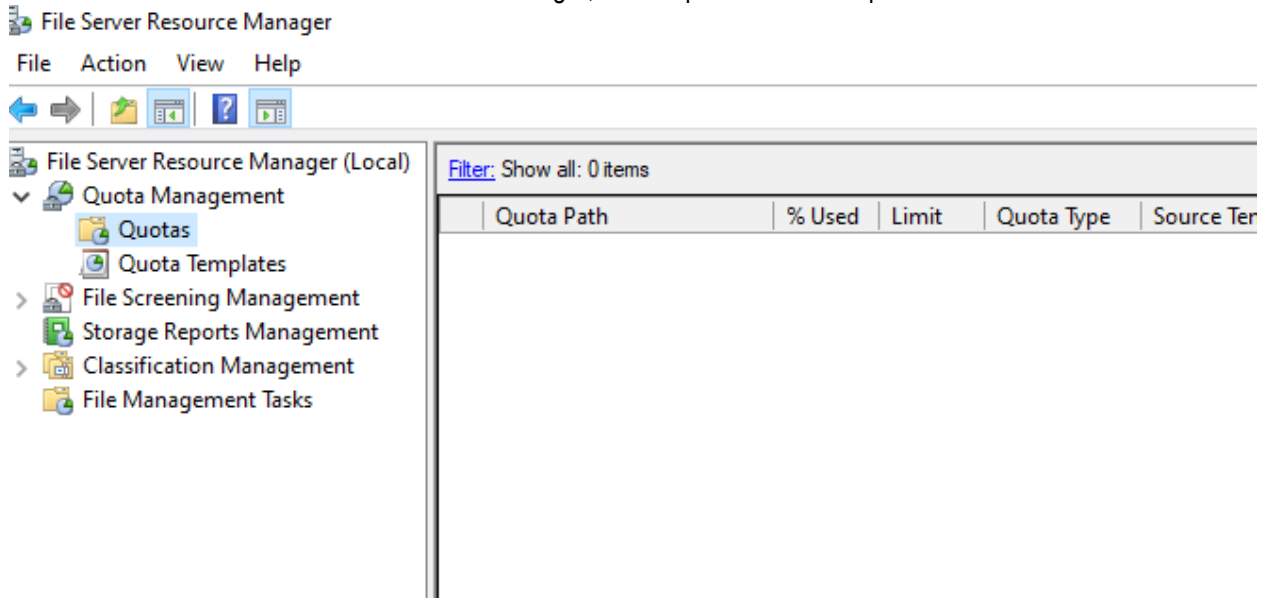 File Server Resource Manager
File Action View Help
File Server Resource Manager (Local)
Quota Management
Quotas
Quota Templates
File Screening Management
Storage Reports Management
Classification Management
File Management Tasks
Filter: Show all: 0 items
Quota Path % Used Limit Quota Type Source Ter